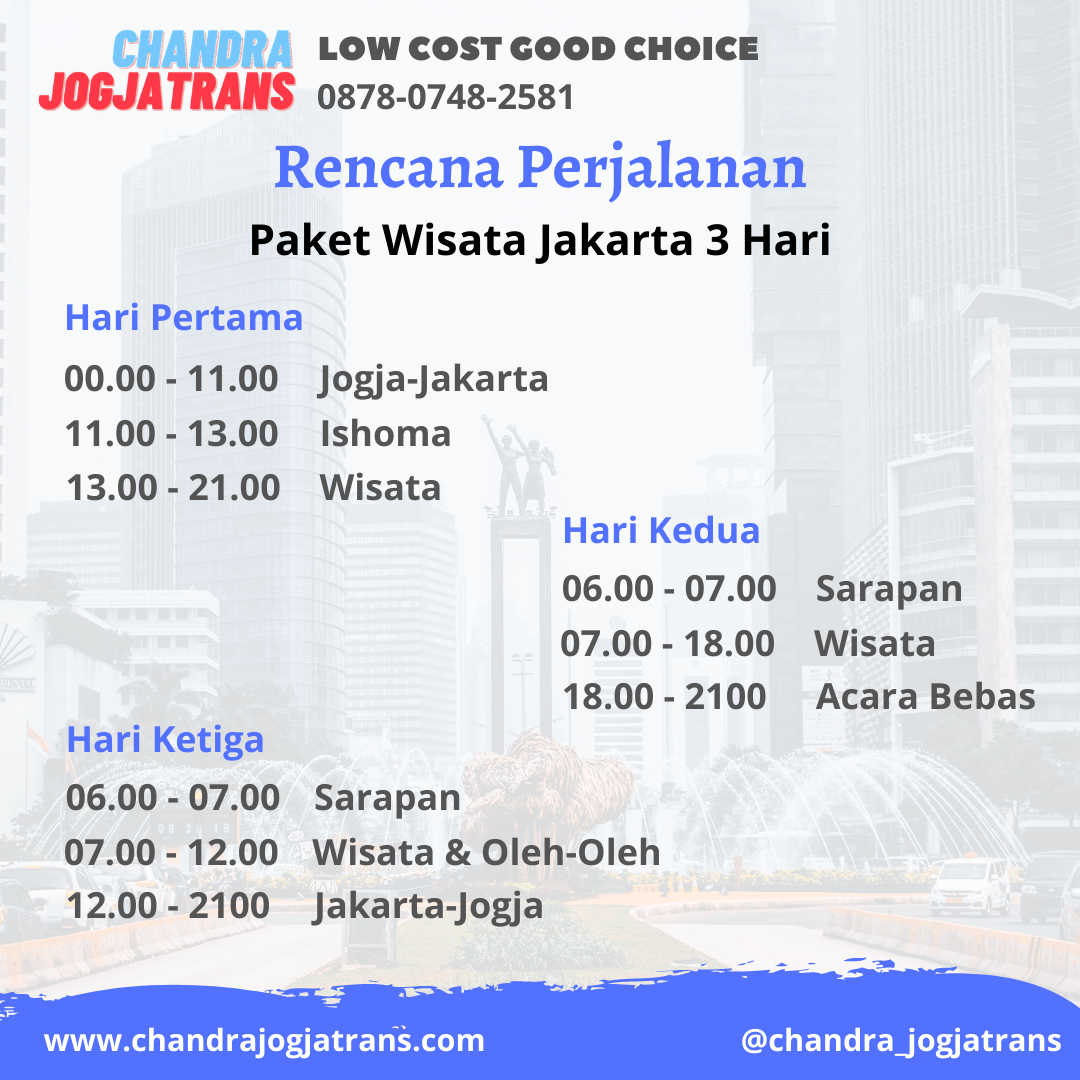 CHANDRA
JOGJATRANS
LOW COST GOOD CHOICE
0878-0748-2581
Rencana Perjalanan
Paket Wisata Jakarta 3 Hari
Hari Pertama
00.00 - 11.00 Jogja-Jakarta
11.00 - 13.00 Ishoma
13.00 - 21.00 Wisata
Hari Kedua
06.00 - 07.00 Sarapan
07.00 - 18.00 Wisata
18.00 - 2100 Acara Bebas
Hari Ketiga
06.00 - 07.00 Sarapan
07.00 - 12.00 Wisata & Oleh-Oleh
12.00 - 2100 Jakarta-Jogja
www.chandrajogjatrans.com
@chandra_jogjatrans